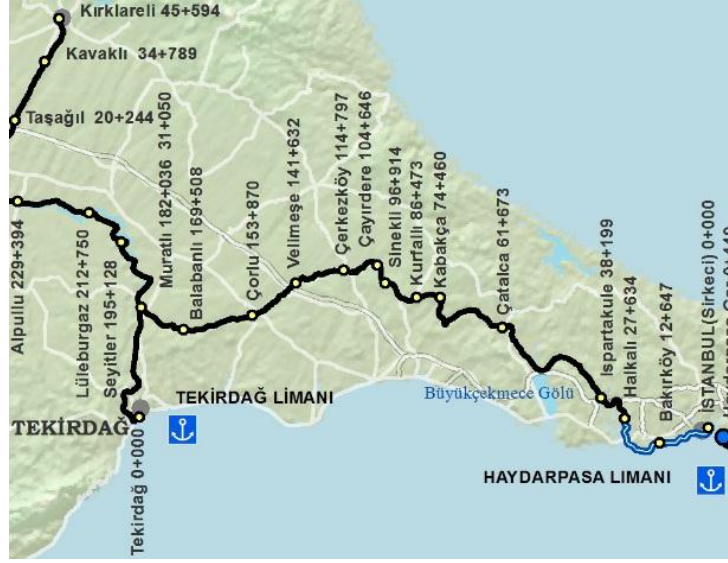 Kırklareli 45+594
Kavaklı 34+789
Taşağıl 20+244
Alpullu 229+394
Lüleburgaz 212+750
Seyitler 195+128
Muratlı 182+036 31+050
Balabanlı 169+508
Çorlu 153+870
Velimeşe 141+632
Çerkezköy 114+797
Çayırdere 104+646
Sinekli 96+914
Kurfallı 86+473
Kabakça 74+460
Çatalca 61+673
Ispartakule 38+199
Halkalı 27+634
Bakırköy 12+647
İSTANBUL(Sirkeci) 0+000
TEKİRDAĞ LİMANI
Büyükçekmece Gölü
TEKİRDAĞ
Tekirdağ 0+000
HAYDARPASA LIMANI